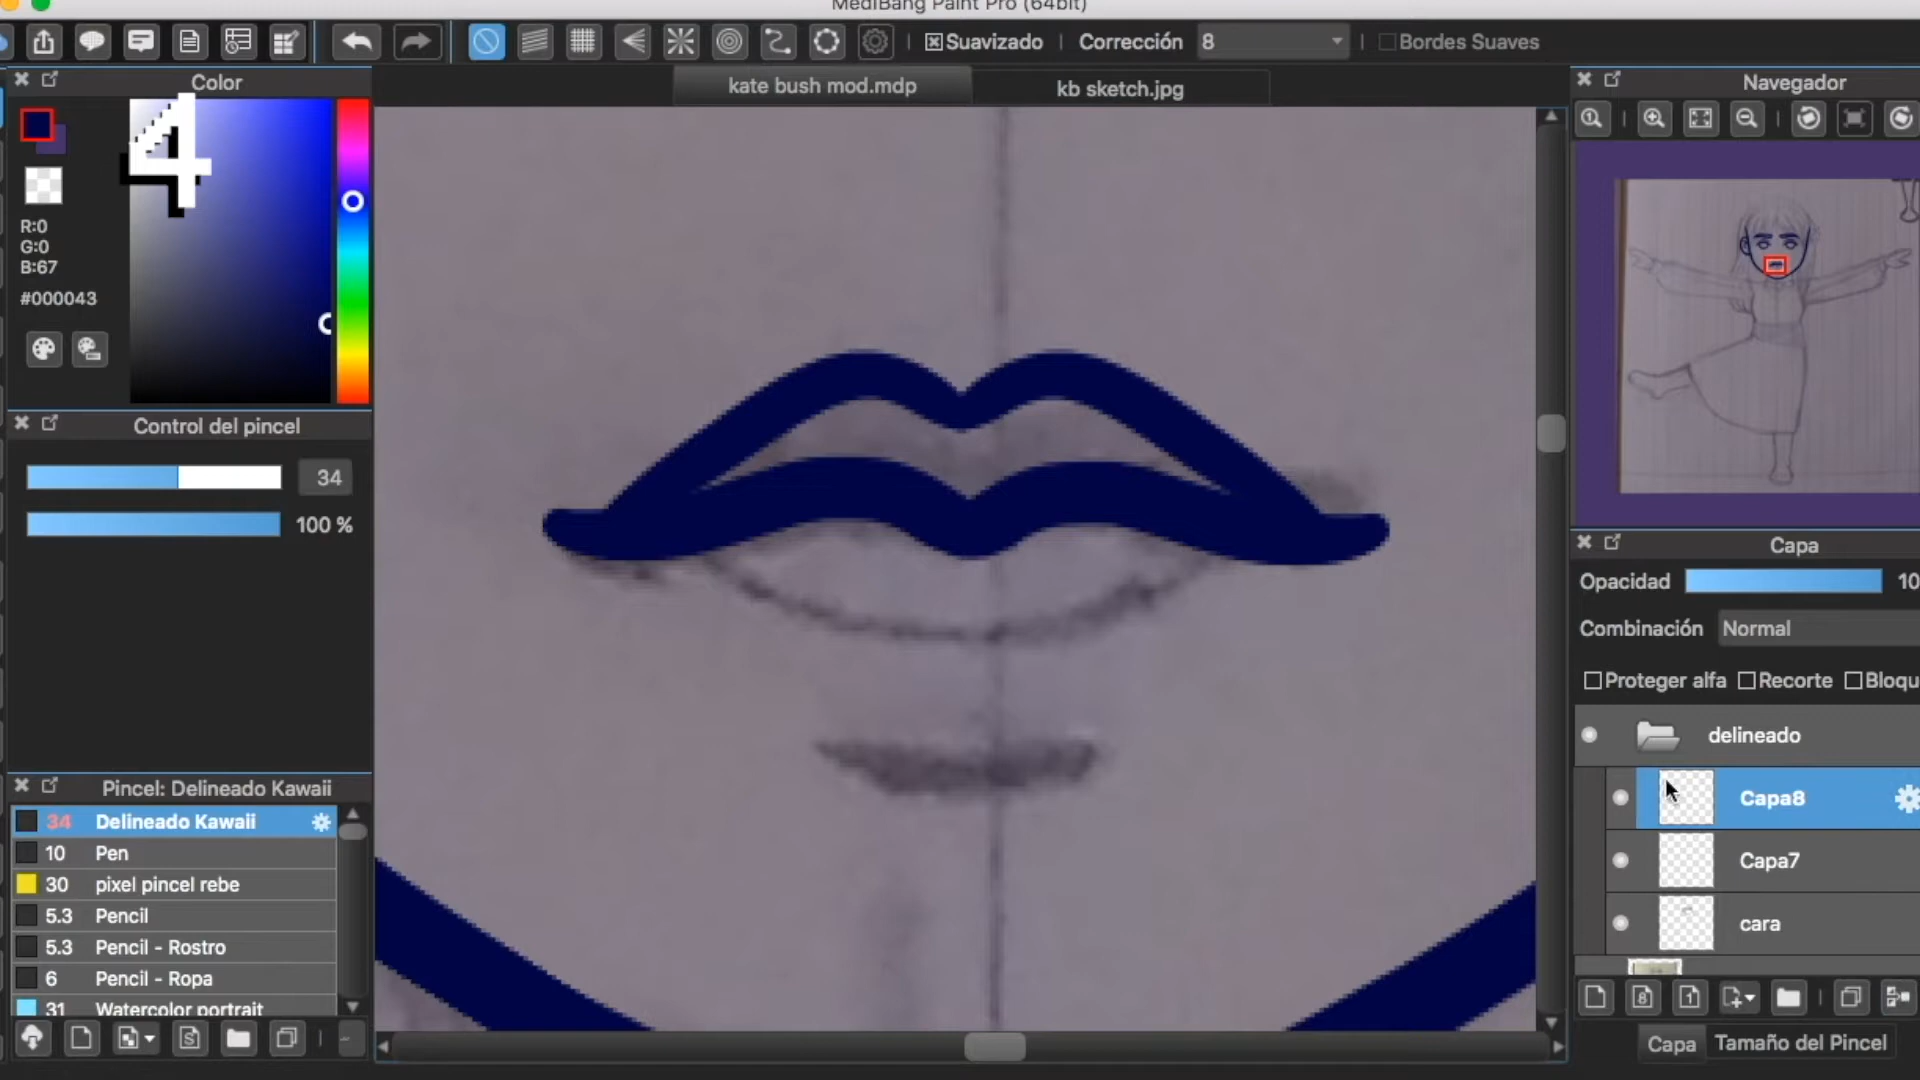 MediBang Paint Pro (64bit)
Suavizado
Corrección
8
Bordes Suaves
Color
kate bush mod.mdp
kb sketch.jpg
Navegador
4
R:0
G:0
B:67
#000043
Control del pincel
34
100 %
Capa
Opacidad
10
Combinación
Normal
Proteger alfa
Recorte
Bloqu
delineado
Capa8
Capa7
cara
Pincel: Delineado Kawaii
34 Delineado Kawaii
10 Pen
30 pixel pincel rebe
5.3 Pencil
5.3 Pencil - Rostro
6 Pencil - Ropa
31 Watercolor portrait
Capa
Tamaño del Pincel